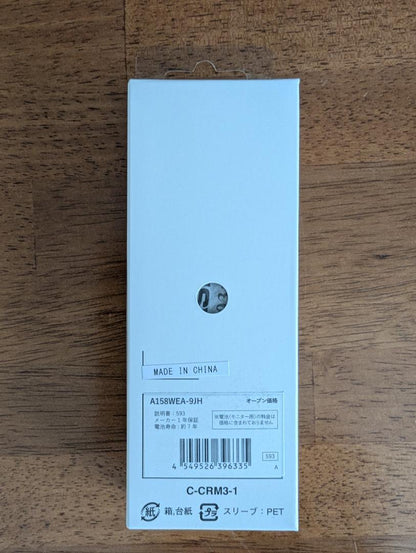 MADE IN CHINA
A158WEA-9JH
オープン価格
説明書:593
メーカー1年保証
電池寿命:約7年
※電池(モニター用)の料金は
価格に含まれておりません
593
4 549526 396335
A
C-CRM3-1
紙 箱,台紙 プラ スリーブ:PET